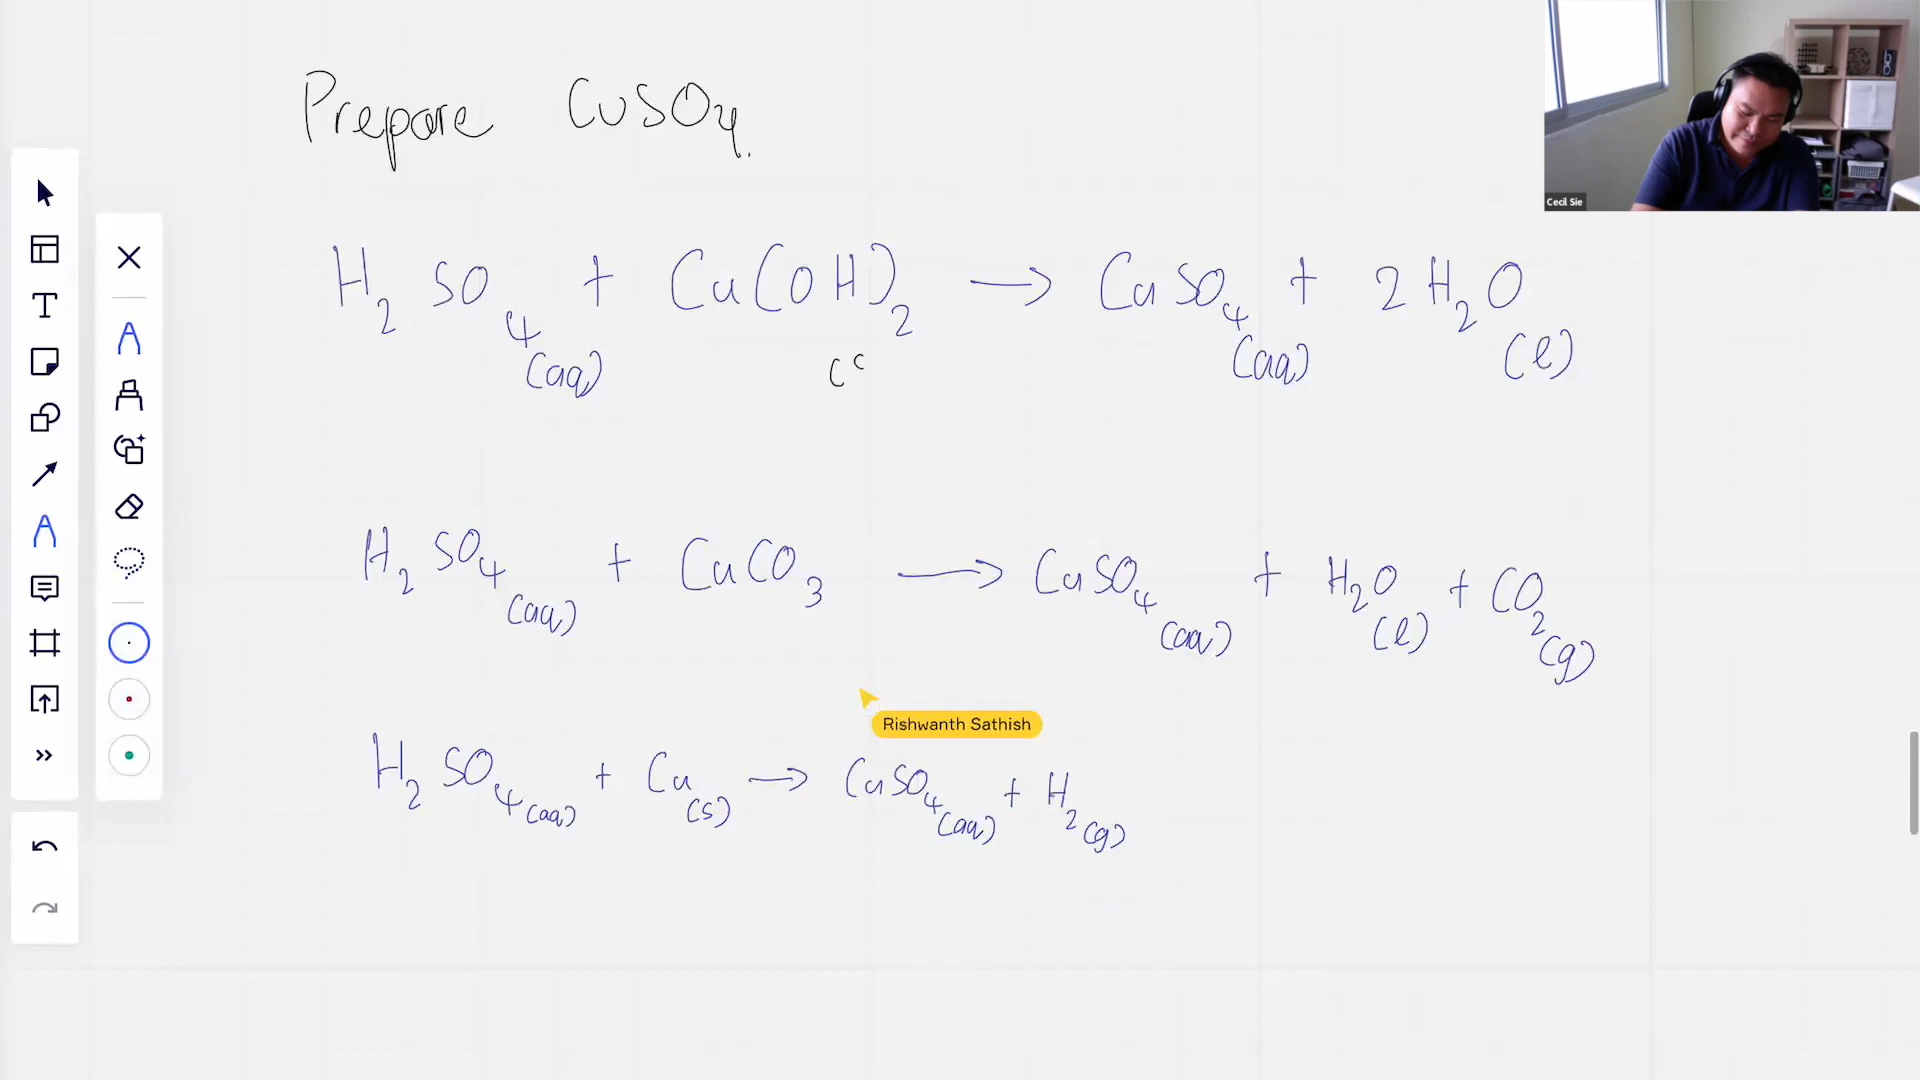 Prepare CuSO4.
Cecil Sie
H2SO4(aq) + Cu(OH)2 → CuSO4(aq) + 2H2O(l)
H2SO4(aq) + CuCO3 → CuSO4(aq) + H2O(l) + CO2(g)
Rishwanth Sathish
H2SO4(aq) + Cu(s) → CuSO4(aq) + H2(g)